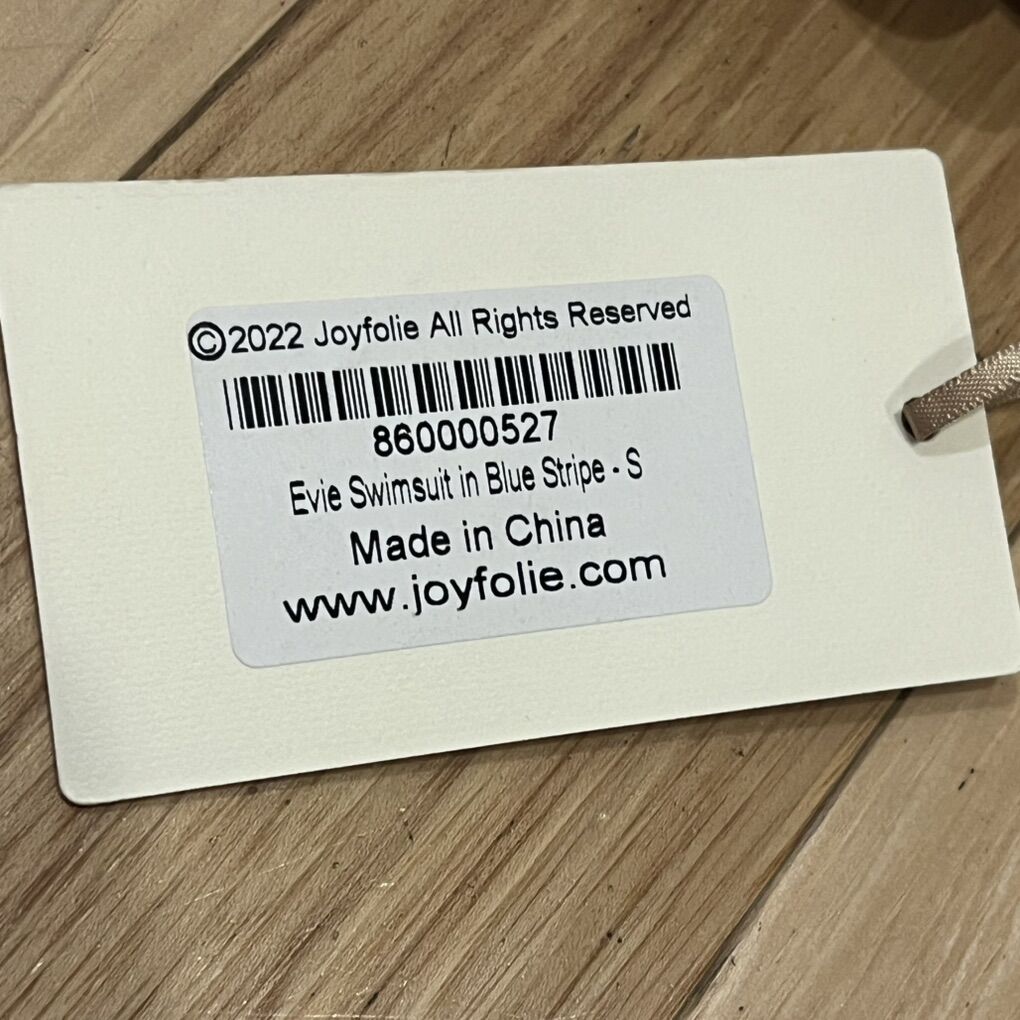 ©2022 Joyfolie All Rights Reserved
860000527
Evie Swimsuit in Blue Stripe - S
Made in China
www.joyfolie.com